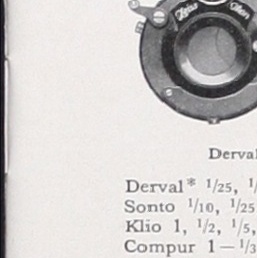 Derval
Derval* 1/25, 1/
Sonto 1/10, 1/25
Klio 1, 1/2, 1/5,
Compur 1—1/3